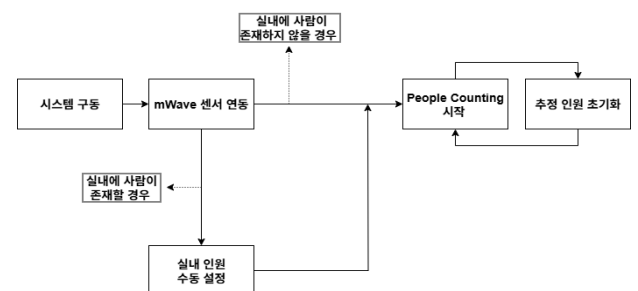 실내에 사람이
존재하지 않을 경우
시스템 구동
mWave 센서 연동
People Counting
시작
추정 인원 초기화
실내에 사람이
존재할 경우
실내 인원
수동 설정